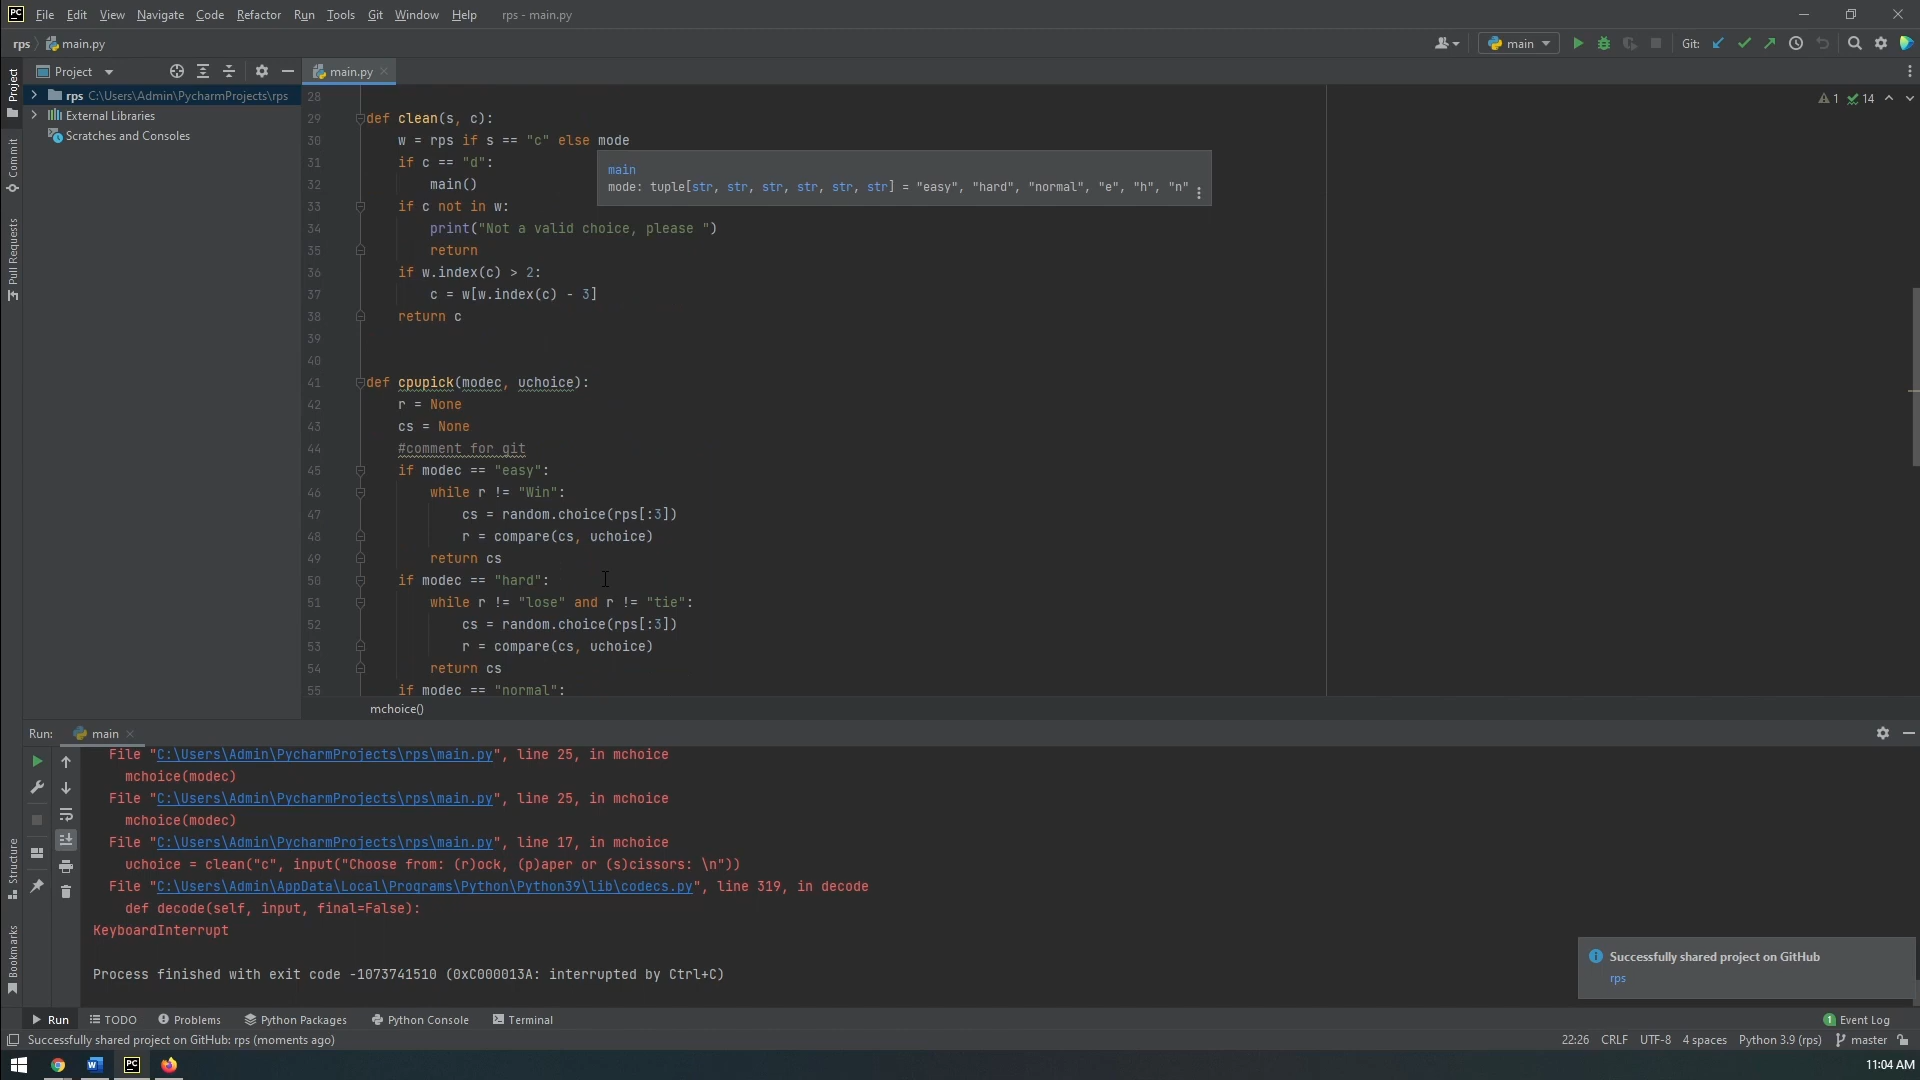 PC File Edit View Navigate Code Refactor Run Tools Git Window Help rps - main.py
rps main.py main Git:
Project main.py
rps C:\Users\Admin\PycharmProjects\rps
External Libraries
Scratches and Consoles
Project
Commit
Pull Requests
Structure
Bookmarks
1 14
28
29 def clean(s, c):
30 w = rps if s == "c" else mode
31 if c == "d":
32 main()
33 if c not in w:
34 print("Not a valid choice, please ")
35 return
36 if w.index(c) > 2:
37 c = w[w.index(c) - 3]
38 return c
39
40
41 def cpupick(modec, uchoice):
42 r = None
43 cs = None
44 #comment for git
45 if modec == "easy":
46 while r != "Win":
47 cs = random.choice(rps[:3])
48 r = compare(cs, uchoice)
49 return cs
50 if modec == "hard":
51 while r != "lose" and r != "tie":
52 cs = random.choice(rps[:3])
53 r = compare(cs, uchoice)
54 return cs
55 if modec == "normal":
main
mode: tuple[str, str, str, str, str, str] = "easy", "hard", "normal", "e", "h", "n"
mchoice()
Run: main
File "C:\Users\Admin\PycharmProjects\rps\main.py", line 25, in mchoice
mchoice(modec)
File "C:\Users\Admin\PycharmProjects\rps\main.py", line 25, in mchoice
mchoice(modec)
File "C:\Users\Admin\PycharmProjects\rps\main.py", line 17, in mchoice
uchoice = clean("c", input("Choose from: (r)ock, (p)aper or (s)cissors: \n"))
File "C:\Users\Admin\AppData\Local\Programs\Python\Python39\lib\codecs.py", line 319, in decode
def decode(self, input, final=False):
KeyboardInterrupt
Process finished with exit code -1073741510 (0xC000013A: interrupted by Ctrl+C)
Successfully shared project on GitHub
rps
Run TODO Problems Python Packages Python Console Terminal 1 Event Log
Successfully shared project on GitHub: rps (moments ago) 22:26 CRLF UTF-8 4 spaces Python 3.9 (rps) master
W PC 11:04 AM